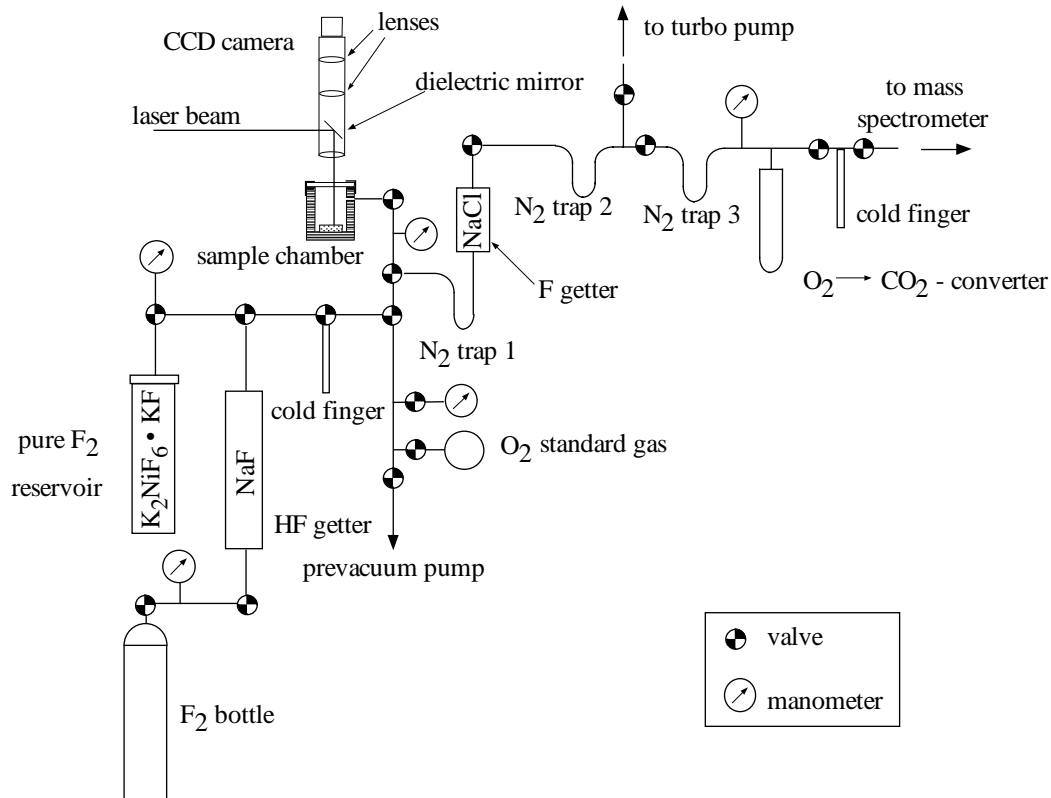 lenses
CCD camera
to turbo pump
dielectric mirror
laser beam
to mass
spectrometer
N2 trap 2
N2 trap 3
NaCl
cold finger
sample chamber
F getter
O2 → CO2 - converter
N2 trap 1
cold finger
pure F2
reservoir
K2NiF6 • KF
NaF
O2 standard gas
HF getter
prevacuum pump
valve
manometer
F2 bottle